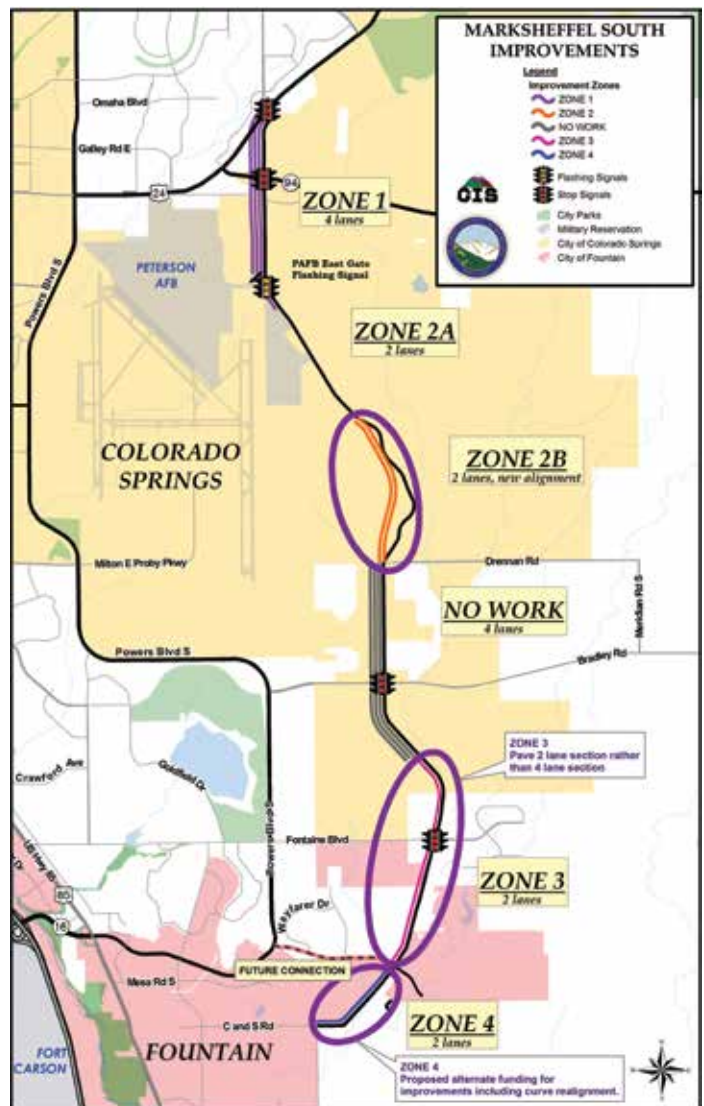 MARKSHEFFEL SOUTH
IMPROVEMENTS
Legend
Improvement Zones
ZONE 1
ZONE 2
NO WORK
ZONE 3
ZONE 4
Flashing Signals
Stop Signals
City Parks
Military Reservation
City of Colorado Springs
City of Fountain
CIS
Omaha Blvd
Galley Rd E
24
94
ZONE 1
4 lanes
PETERSON
AFB
PAFB East Gate
Flashing Signal
Powers Blvd S
ZONE 2A
2 lanes
COLORADO
SPRINGS
ZONE 2B
2 lanes, new alignment
Milton E Proby Pkwy
Drennan Rd
Meridian Rd S
NO WORK
4 lanes
Powers Blvd S
Bradley Rd
ZONE 3
Pave 2 lane section rather
than 4 lane section
Crawford Ave
Goldfield Dr
Powers Blvd S
Fontaine Blvd
US Hwy 85
Dr
85
16
Wayfarer Dr
ZONE 3
2 lanes
FUTURE CONNECTION
Mesa Rd S
C and S Rd
ZONE 4
2 lanes
FORT
CARSON
FOUNTAIN
ZONE 4
Proposed alternate funding for
improvements including curve realignment.